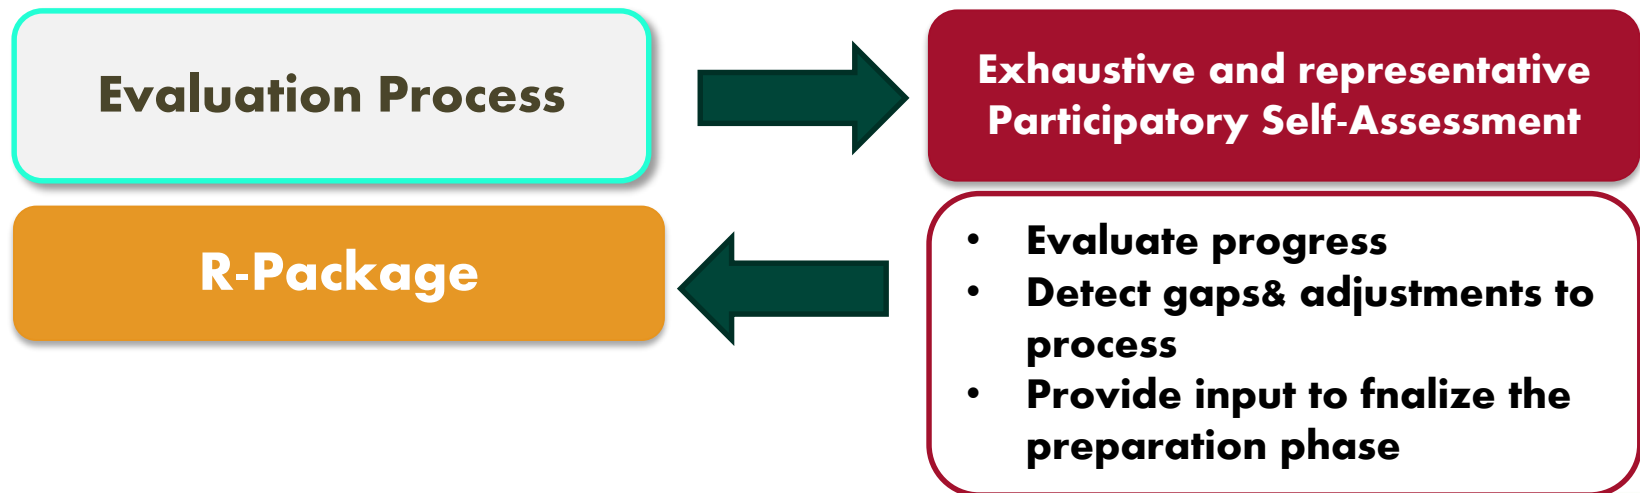 Evaluation Process
Exhaustive and representative
Participatory Self-Assessment
R-Package
• Evaluate progress
• Detect gaps& adjustments to
process
• Provide input to fnalize the
preparation phase